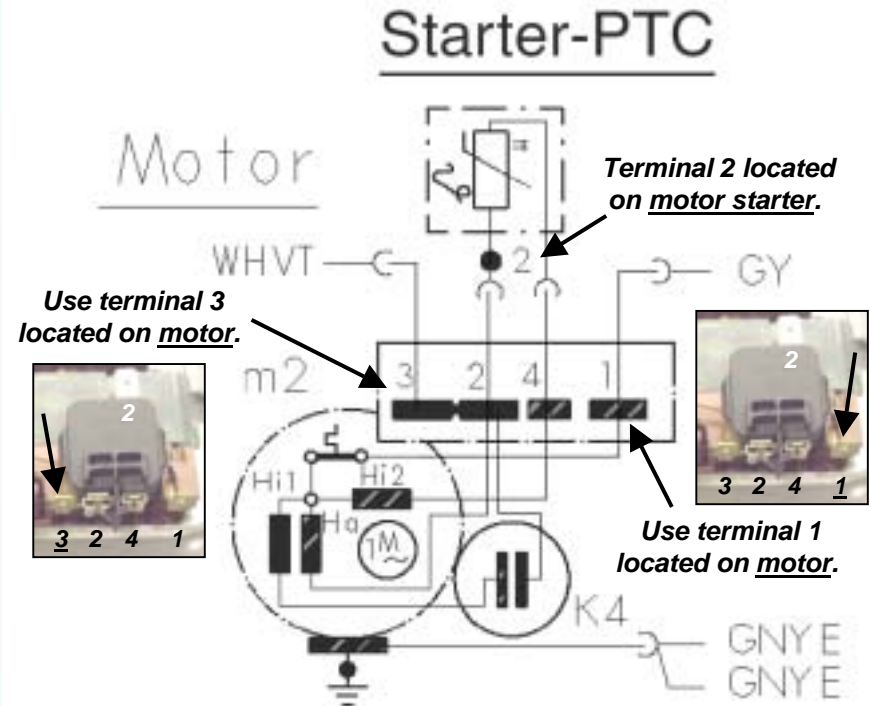 Starter-PTC
Motor
Terminal 2 located
on motor starter.
WHVT
2
GY
Use terminal 3
located on motor.
m2
3 2 4 1
2
3 2 4 1
2
3 2 4 1
Hi1
Hi2
Ha
1M
~
Use terminal 1
located on motor.
K4
GNYE
GNYE